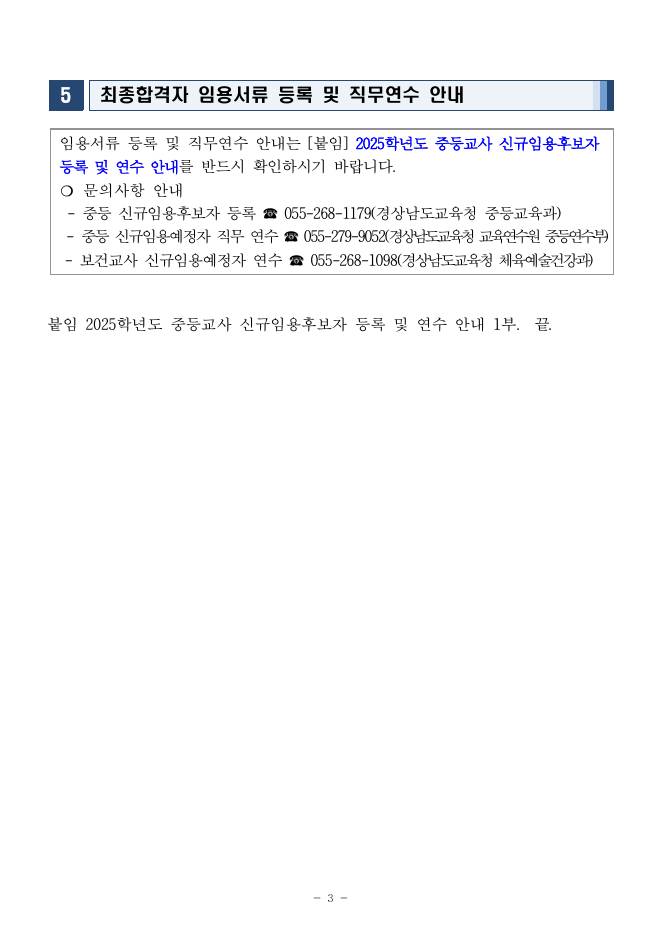 5 최종합격자 임용서류 등록 및 직무연수 안내
임용서류 등록 및 직무연수 안내는 [붙임] 2025학년도 중등교사 신규임용후보자
등록 및 연수 안내를 반드시 확인하시기 바랍니다.
❍ 문의사항 안내
- 중등 신규임용후보자 등록 ☎ 055-268-1179(경상남도교육청 중등교육과)
- 중등 신규임용예정자 직무 연수 ☎ 055-279-9052(경상남도교육청 교육연수원 중등연수부)
- 보건교사 신규임용예정자 연수 ☎ 055-268-1098(경상남도교육청 체육예술건강과)
붙임 2025학년도 중등교사 신규임용후보자 등록 및 연수 안내 1부. 끝.
- 3 -